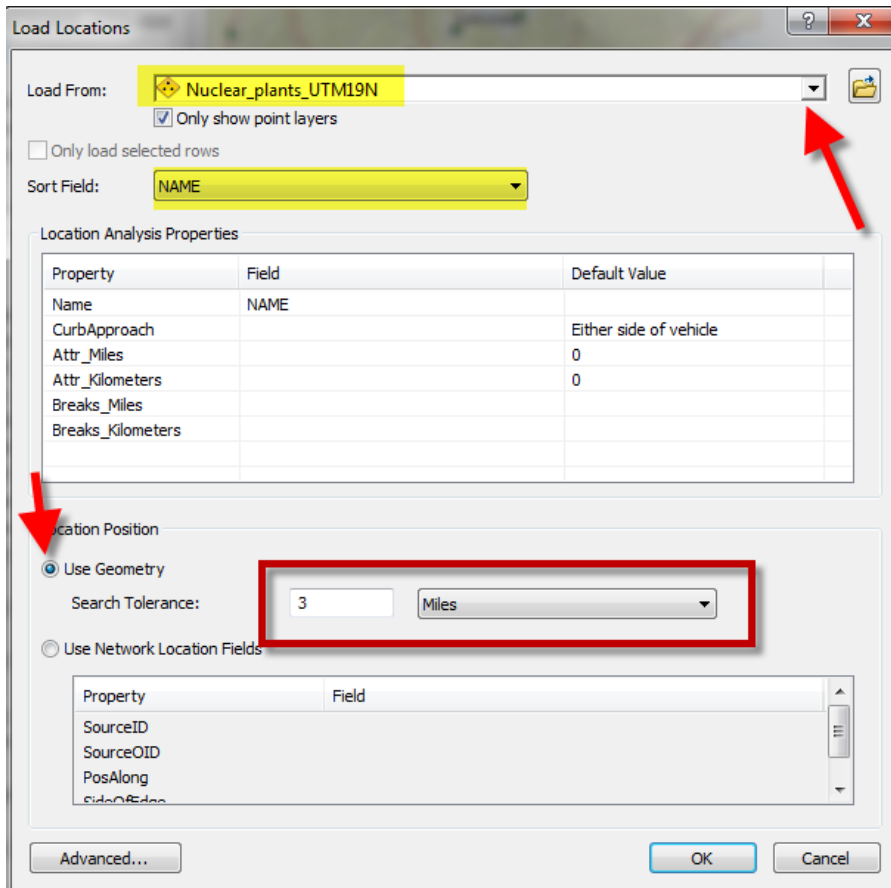 Load Locations
?
Load From: Nuclear_plants_UTM19N
Only show point layers
Only load selected rows
Sort Field: NAME
Location Analysis Properties
Property Field Default Value
Name NAME
CurbApproach Either side of vehicle
Attr_Miles 0
Attr_Kilometers 0
Breaks_Miles
Breaks_Kilometers
Location Position
Use Geometry
Search Tolerance: 3 Miles
Use Network Location Fields
Property Field
SourceID
SourceOID
PosAlong
SideOfEdge
Advanced... OK Cancel